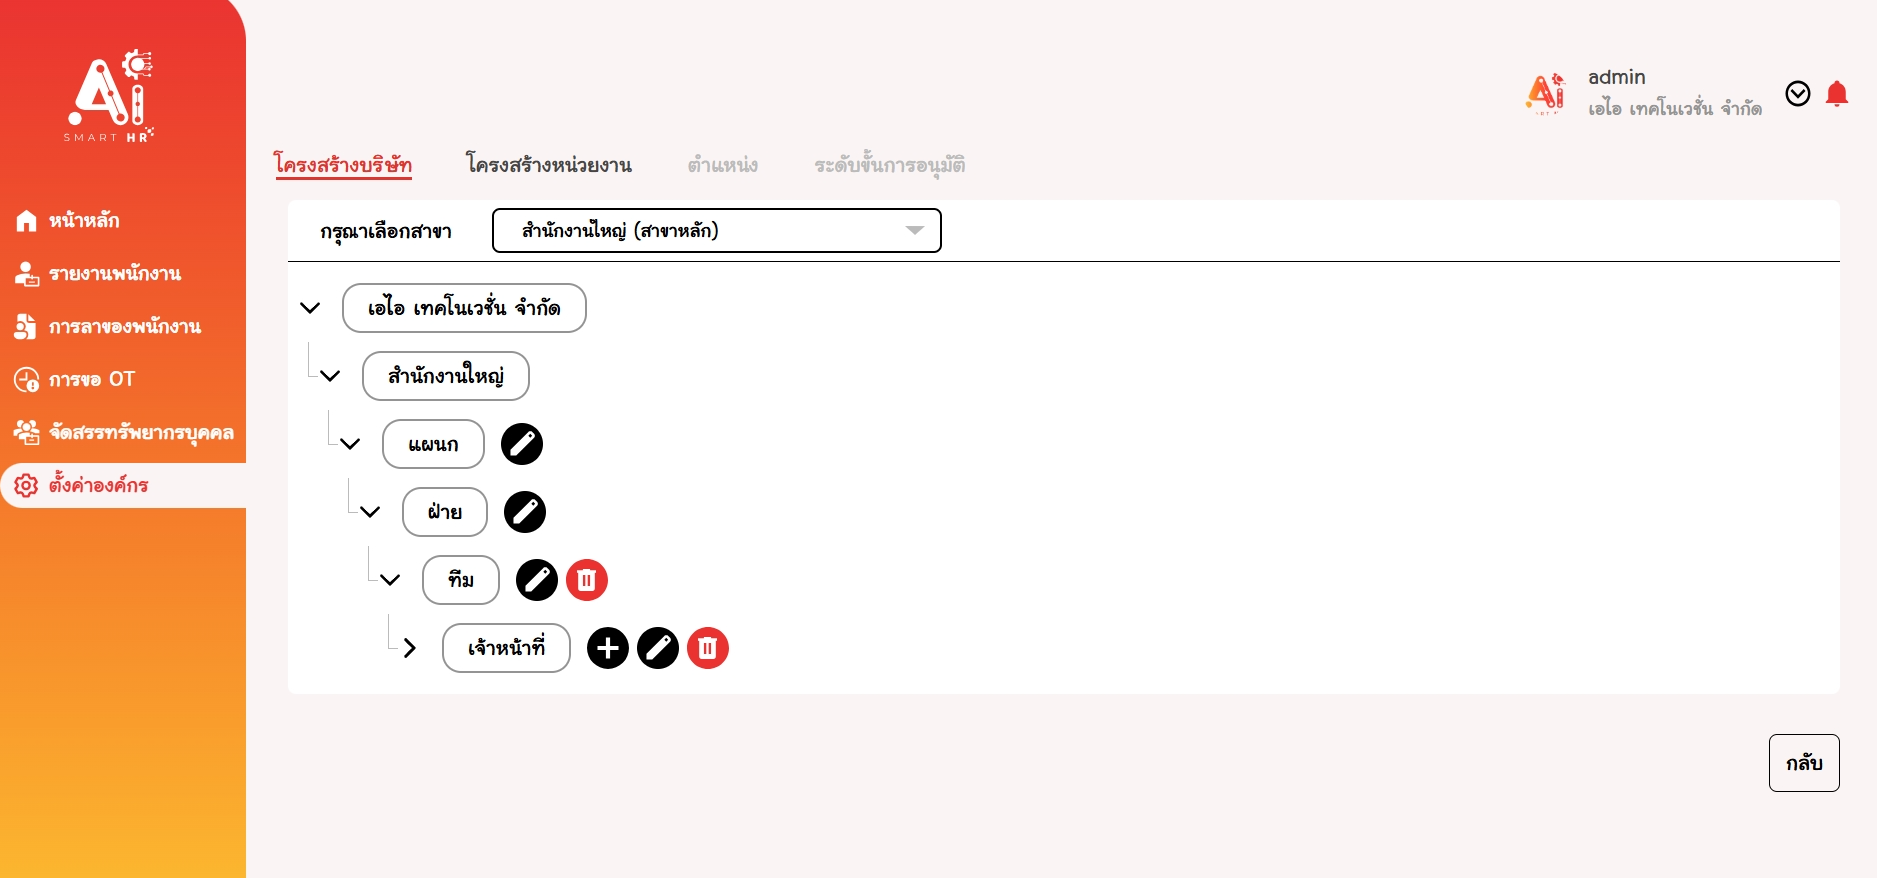 Ai
SMART HR
admin
เอไอ เทคโนเวชั่น จำกัด
โครงสร้างบริษัท โครงสร้างหน่วยงาน ตำแหน่ง ระดับขั้นการอนุมัติ
หน้าหลัก
รายงานพนักงาน
การลาของพนักงาน
การขอ OT
จัดสรรทรัพยากรบุคคล
ตั้งค่าองค์กร
กรุณาเลือกสาขา สำนักงานใหญ่ (สาขาหลัก)
เอไอ เทคโนเวชั่น จำกัด
สำนักงานใหญ่
แผนก
ฝ่าย
ทีม
เจ้าหน้าที่
กลับ